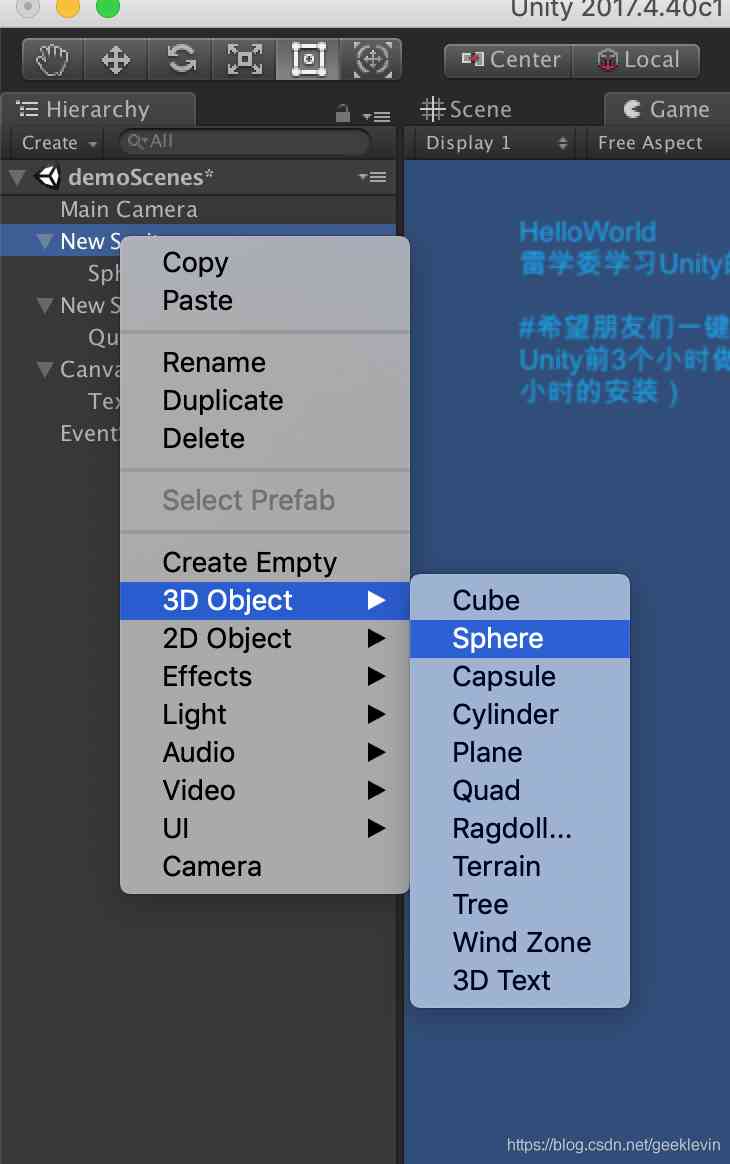 Unity 2017.4.40c1
Center
Local
Hierarchy
Scene
Game
Create
All
Display 1
Free Aspect
demoScenes*
Main Camera
New
New
Canva
HelloWorld
雷学委学习Unity的
#希望朋友们一键
Unity前3个小时做
小时的安装）
Copy
Paste
Rename
Duplicate
Delete
Select Prefab
Create Empty
3D Object
2D Object
Effects
Light
Audio
Video
UI
Camera
Cube
Sphere
Capsule
Cylinder
Plane
Quad
Ragdoll...
Terrain
Tree
Wind Zone
3D Text
https://blog.csdn.net/geeklevin